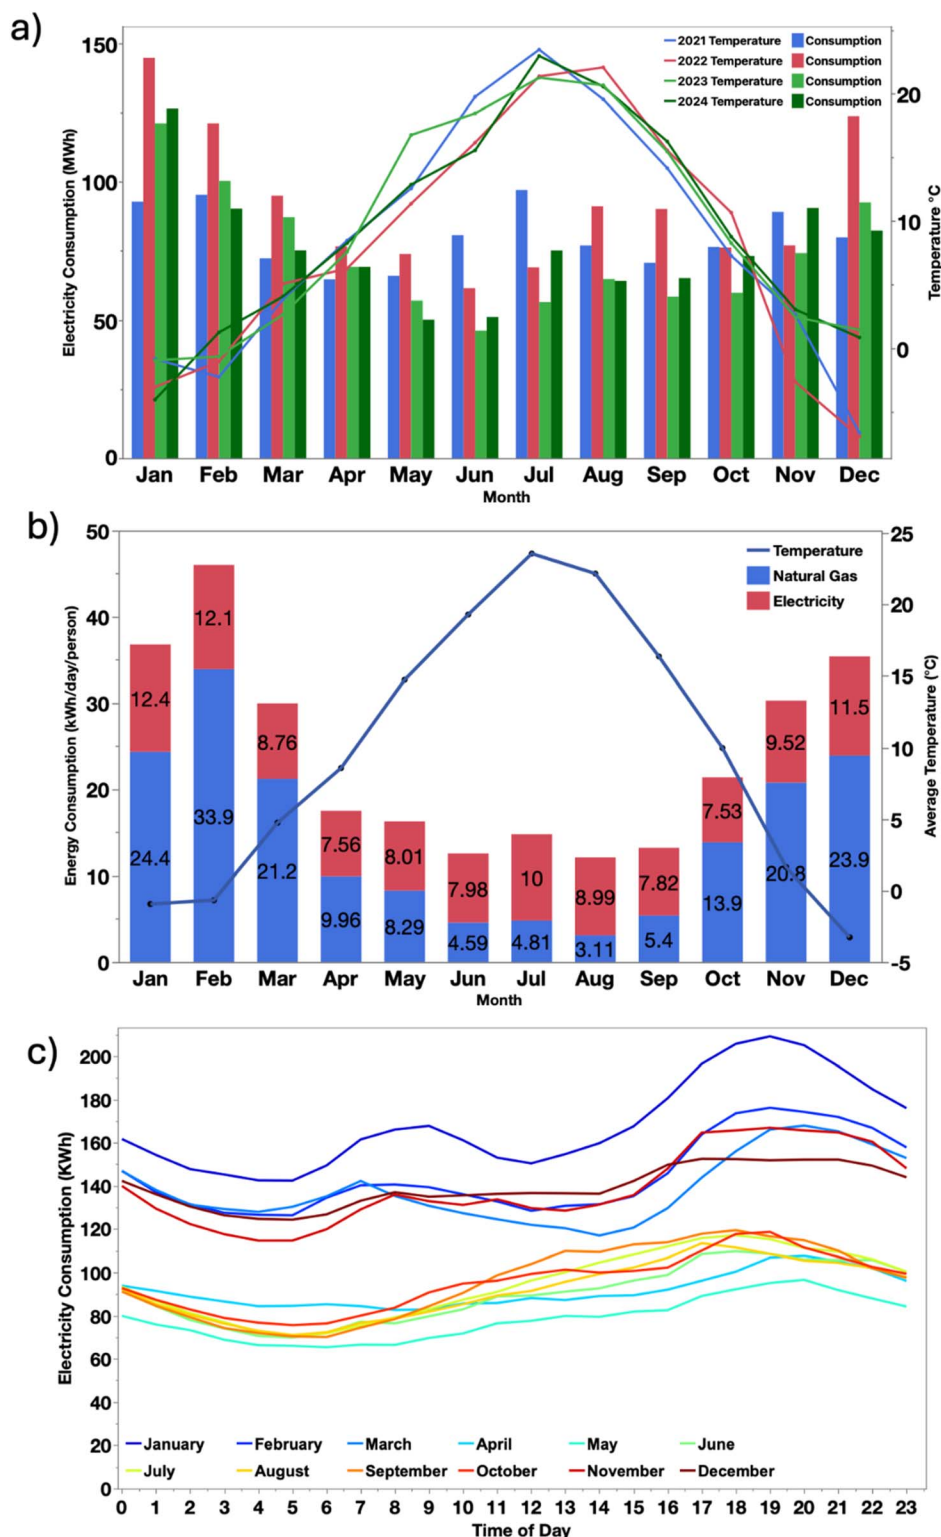 a)
150
100
50
0
Electricity Consumption (MWh)
2021 Temperature Consumption
2022 Temperature Consumption
2023 Temperature Consumption
2024 Temperature Consumption
20
10
0
Temperature °C
Jan Feb Mar Apr May Jun Jul Aug Sep Oct Nov Dec
Month
b)
50
40
30
20
10
0
Energy Consumption (kWh/day/person)
Temperature
Natural Gas
Electricity
25
20
15
10
5
0
-5
Average Temperature (°C)
12.4 12.1 8.76 7.56 8.01 7.98 10 8.99 7.82 7.53 9.52 11.5
24.4 33.9 21.2 9.96 8.29 4.59 4.81 3.11 5.4 13.9 20.8 23.9
Jan Feb Mar Apr May Jun Jul Aug Sep Oct Nov Dec
Month
c)
200
180
160
140
120
100
80
60
40
20
0
Electricity Consumption (KWh)
January February March April May June
July August September October November December
0 1 2 3 4 5 6 7 8 9 10 11 12 13 14 15 16 17 18 19 20 21 22 23
Time of Day